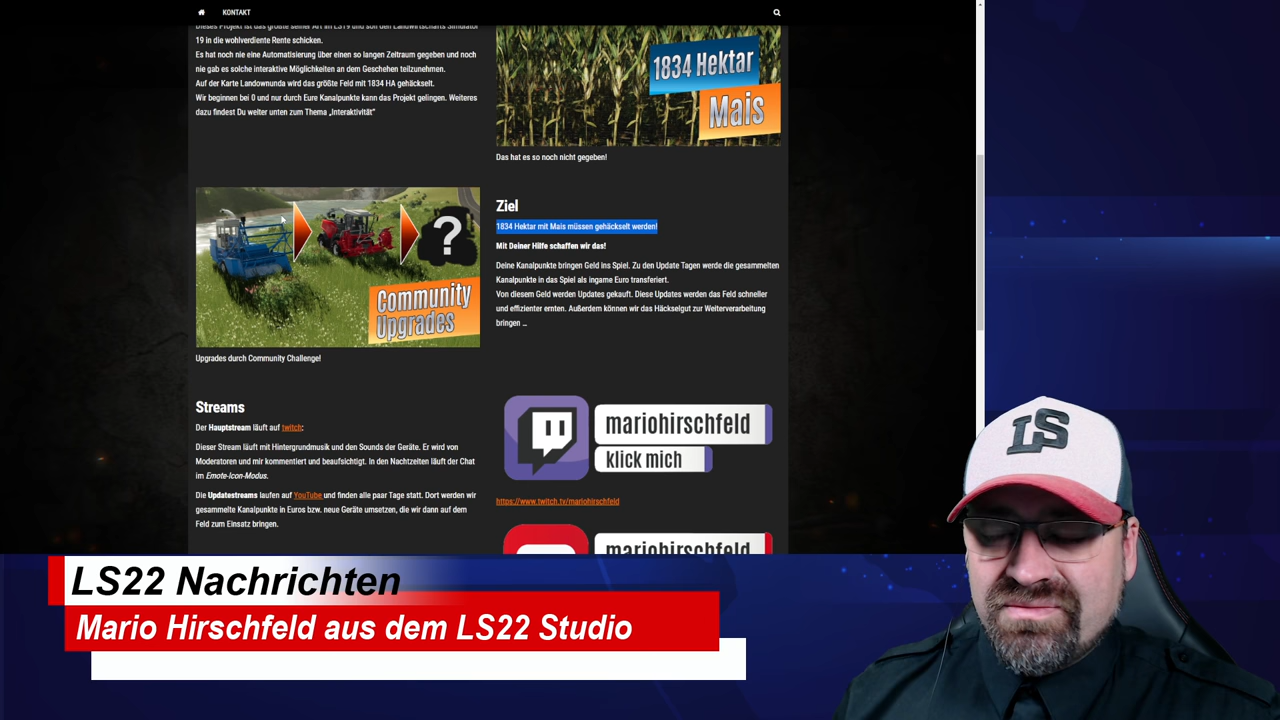 KONTAKT
Dieses Projekt ist das größte seiner Art im LS19 und soll den Landwirtschafts Simulator
19 in die wohlverdiente Rente schicken.
Es hat noch nie eine Automatisierung über einen so langen Zeitraum gegeben und noch
nie gab es solche interaktive Möglichkeiten an dem Geschehen teilzunehmen.
Auf der Karte Landownunda wird das größte Feld mit 1834 HA gehäckselt.
Wir beginnen bei 0 und nur durch Eure Kanalpunkte kann das Projekt gelingen. Weiteres
dazu findest Du weiter unten zum Thema „Interaktivität“
1834 Hektar
Mais
Das hat es so noch nicht gegeben!
?
Community
Upgrades
Upgrades durch Community Challenge!
Ziel
1834 Hektar mit Mais müssen gehäckselt werden!
Mit Deiner Hilfe schaffen wir das!
Deine Kanalpunkte bringen Geld ins Spiel. Zu den Update Tagen werde die gesammelten
Kanalpunkte in das Spiel als ingame Euro transferiert.
Von diesem Geld werden Updates gekauft. Diese Updates werden das Feld schneller
und effizienter ernten. Außerdem können wir das Häckselgut zur Weiterverarbeitung
bringen ...
Streams
Der Hauptstream läuft auf twitch:
Dieser Stream läuft mit Hintergrundmusik und den Sounds der Geräte. Er wird von
Moderatoren und mir kommentiert und beaufsichtigt. In den Nachtzeiten läuft der Chat
im Emote-Icon-Modus.
Die Updatestreams laufen auf YouTube und finden alle paar Tage statt. Dort werden wir
gesammelte Kanalpunkte in Euros bzw. neue Geräte umsetzen, die wir dann auf dem
Feld zum Einsatz bringen.
mariohirschfeld
klick mich
https://www.twitch.tv/mariohirschfeld
mariohirschfeld
LS
LS22 Nachrichten
Mario Hirschfeld aus dem LS22 Studio